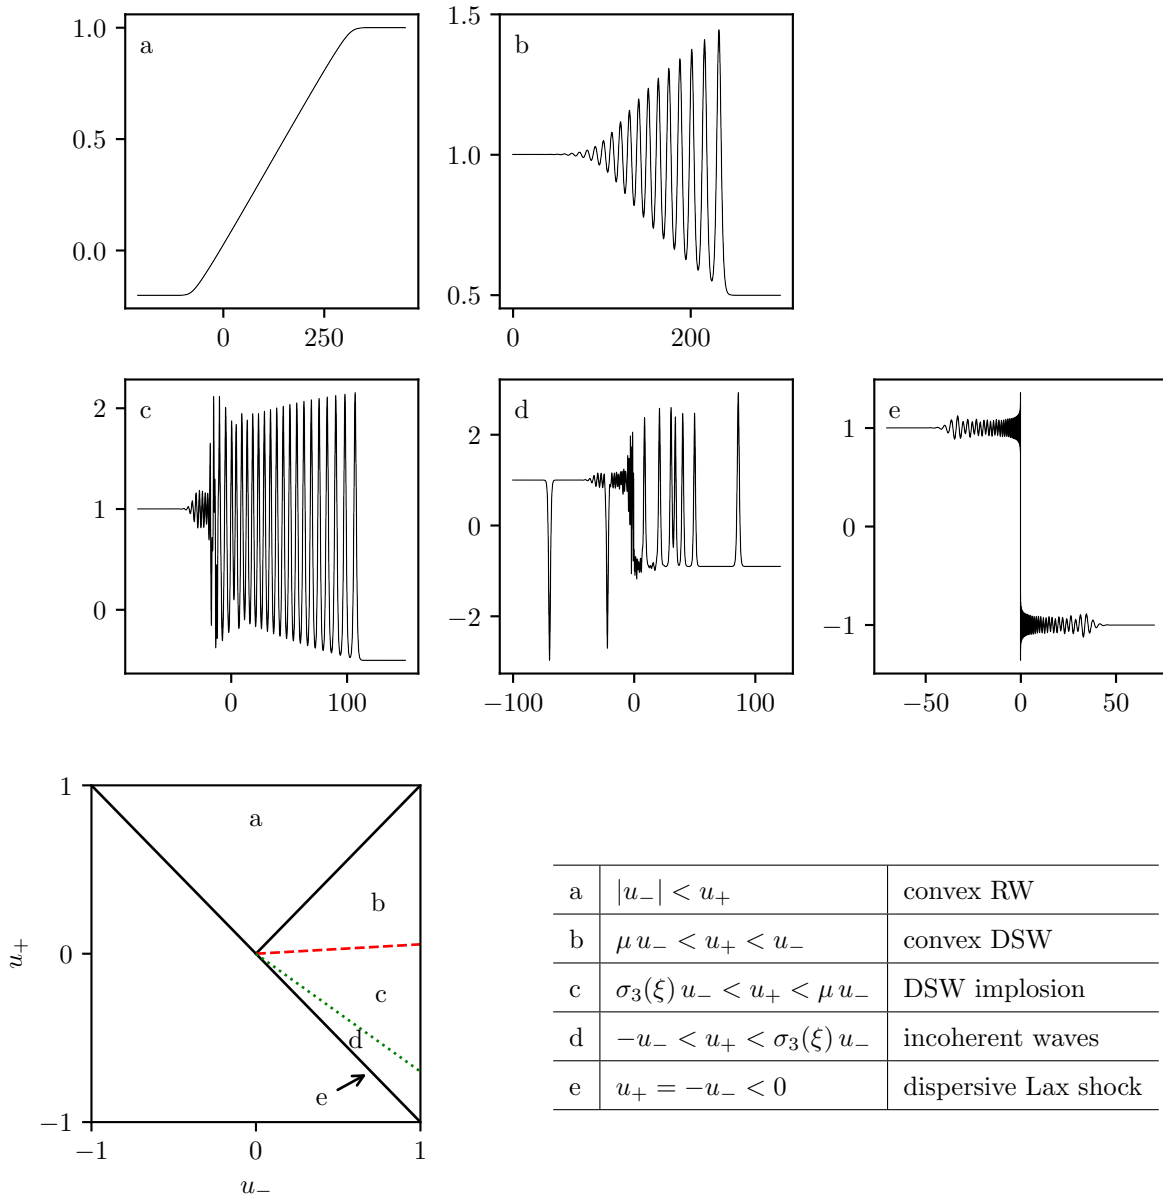 1.0
0.5
0.0
a
0 250
1.5
1.0
0.5
b
0 200
2
1
0
c
0 100
2
0
−2
d
−100 0 100
1
0
−1
e
−50 0 50
1
0
−1
u₊
a
b
c
d
e
−1 0 1
u₋
a |u₋| < u₊ convex RW
b μ u₋ < u₊ < u₋ convex DSW
c σ₃(ξ) u₋ < u₊ < μ u₋ DSW implosion
d −u₋ < u₊ < σ₃(ξ) u₋ incoherent waves
e u₊ = −u₋ < 0 dispersive Lax shock